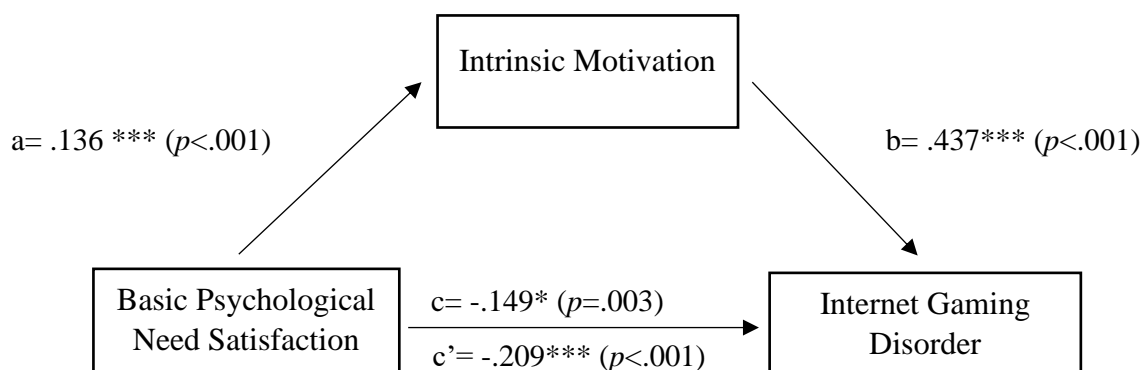 Intrinsic Motivation
a= .136 *** (p<.001)
b= .437*** (p<.001)
Basic Psychological
Need Satisfaction
c= -.149* (p=.003)
c’= -.209*** (p<.001)
Internet Gaming
Disorder